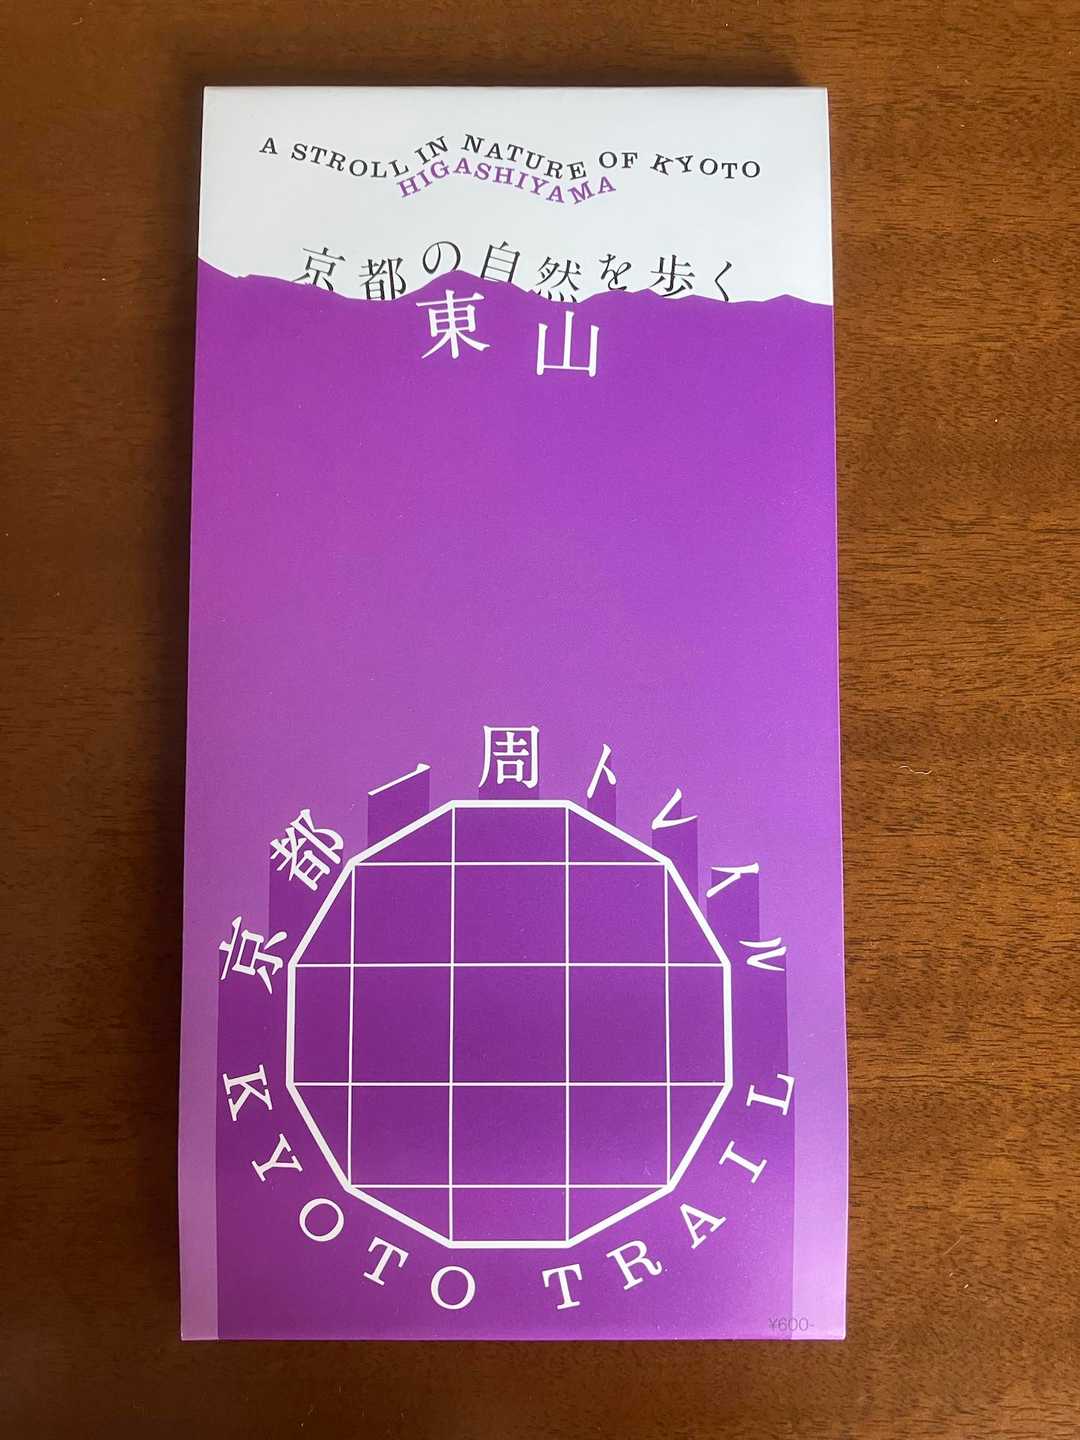 A STROLL IN NATURE OF KYOTO
HIGASHIYAMA
京都の自然を歩く
東山
京都一周トレイル
KYOTO TRAIL
¥600-